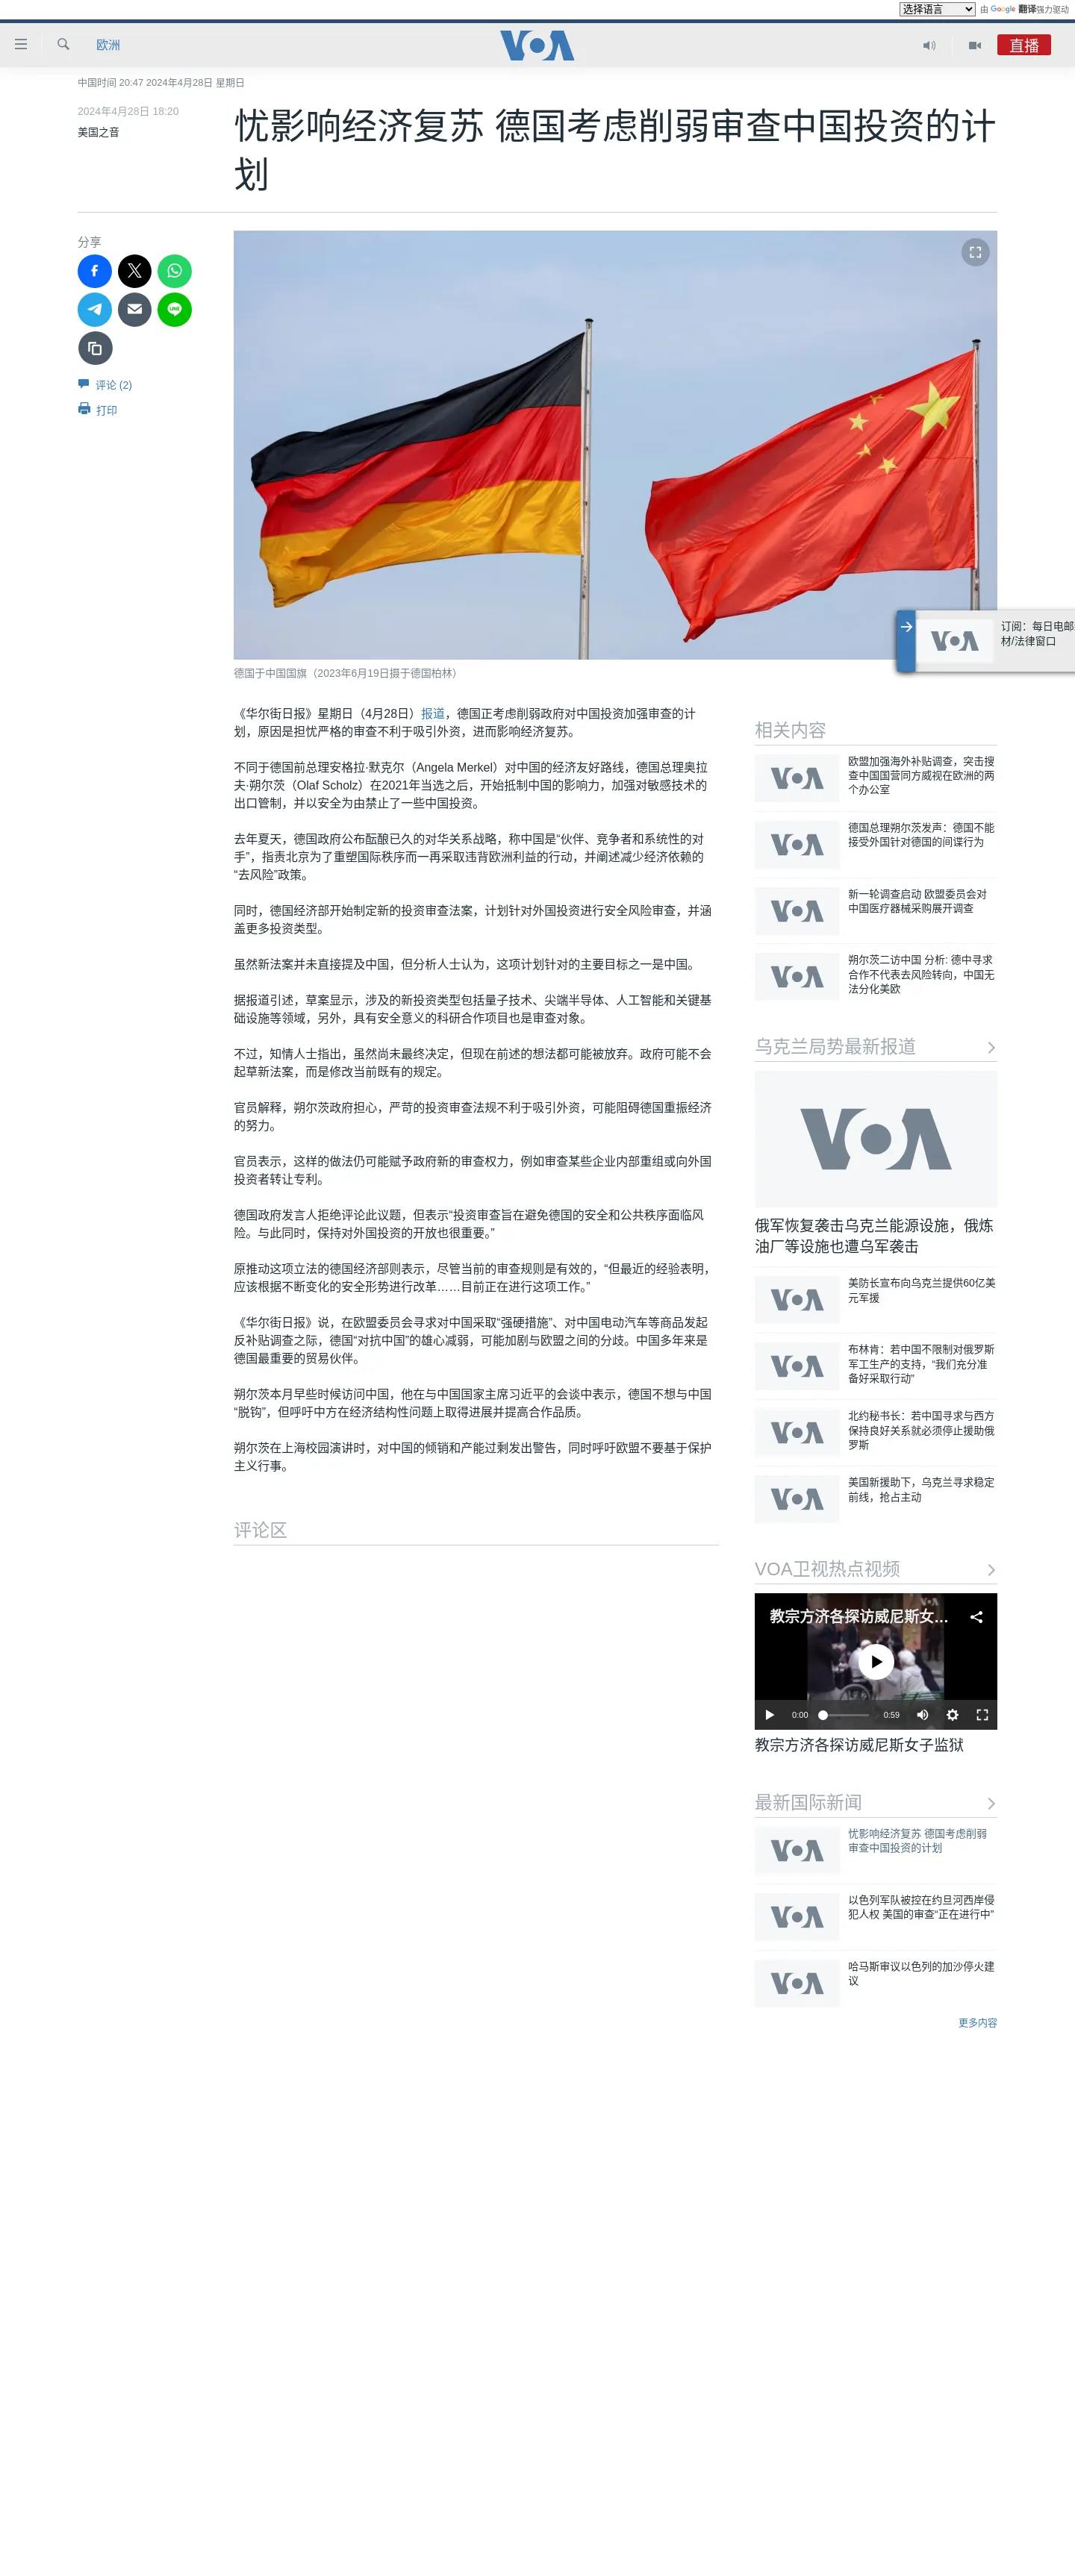 选择语言
由 Google 翻译强力驱动
欧洲
VOA
直播
中国时间 20:47 2024年4月28日 星期日
2024年4月28日 18:20
美国之音
忧影响经济复苏 德国考虑削弱审查中国投资的计
划
分享
LINE
评论 (2)
打印
德国于中国国旗（2023年6月19日摄于德国柏林）
VOA
订阅：每日电邮
材/法律窗口
《华尔街日报》星期日（4月28日）报道，德国正考虑削弱政府对中国投资加强审查的计
划，原因是担忧严格的审查不利于吸引外资，进而影响经济复苏。
不同于德国前总理安格拉·默克尔（Angela Merkel）对中国的经济友好路线，德国总理奥拉
夫·朔尔茨（Olaf Scholz）在2021年当选之后，开始抵制中国的影响力，加强对敏感技术的
出口管制，并以安全为由禁止了一些中国投资。
去年夏天，德国政府公布酝酿已久的对华关系战略，称中国是“伙伴、竞争者和系统性的对
手”，指责北京为了重塑国际秩序而一再采取违背欧洲利益的行动，并阐述减少经济依赖的
“去风险”政策。
同时，德国经济部开始制定新的投资审查法案，计划针对外国投资进行安全风险审查，并涵
盖更多投资类型。
虽然新法案并未直接提及中国，但分析人士认为，这项计划针对的主要目标之一是中国。
据报道引述，草案显示，涉及的新投资类型包括量子技术、尖端半导体、人工智能和关键基
础设施等领域，另外，具有安全意义的科研合作项目也是审查对象。
不过，知情人士指出，虽然尚未最终决定，但现在前述的想法都可能被放弃。政府可能不会
起草新法案，而是修改当前既有的规定。
官员解释，朔尔茨政府担心，严苛的投资审查法规不利于吸引外资，可能阻碍德国重振经济
的努力。
官员表示，这样的做法仍可能赋予政府新的审查权力，例如审查某些企业内部重组或向外国
投资者转让专利。
德国政府发言人拒绝评论此议题，但表示“投资审查旨在避免德国的安全和公共秩序面临风
险。与此同时，保持对外国投资的开放也很重要。”
原推动这项立法的德国经济部则表示，尽管当前的审查规则是有效的，“但最近的经验表明，
应该根据不断变化的安全形势进行改革……目前正在进行这项工作。”
《华尔街日报》说，在欧盟委员会寻求对中国采取“强硬措施”、对中国电动汽车等商品发起
反补贴调查之际，德国“对抗中国”的雄心减弱，可能加剧与欧盟之间的分歧。中国多年来是
德国最重要的贸易伙伴。
朔尔茨本月早些时候访问中国，他在与中国国家主席习近平的会谈中表示，德国不想与中国
“脱钩”，但呼吁中方在经济结构性问题上取得进展并提高合作品质。
朔尔茨在上海校园演讲时，对中国的倾销和产能过剩发出警告，同时呼吁欧盟不要基于保护
主义行事。
评论区
相关内容
VOA
欧盟加强海外补贴调查，突击搜
查中国国营同方威视在欧洲的两
个办公室
VOA
德国总理朔尔茨发声：德国不能
接受外国针对德国的间谍行为
VOA
新一轮调查启动 欧盟委员会对
中国医疗器械采购展开调查
VOA
朔尔茨二访中国 分析: 德中寻求
合作不代表去风险转向，中国无
法分化美欧
乌克兰局势最新报道
VOA
俄军恢复袭击乌克兰能源设施，俄炼
油厂等设施也遭乌军袭击
VOA
美防长宣布向乌克兰提供60亿美
元军援
VOA
布林肯：若中国不限制对俄罗斯
军工生产的支持，“我们充分准
备好采取行动”
VOA
北约秘书长：若中国寻求与西方
保持良好关系就必须停止援助俄
罗斯
VOA
美国新援助下，乌克兰寻求稳定
前线，抢占主动
VOA卫视热点视频
教宗方济各探访威尼斯女...
VOA
0:00
0:59
教宗方济各探访威尼斯女子监狱
最新国际新闻
VOA
忧影响经济复苏 德国考虑削弱
审查中国投资的计划
VOA
以色列军队被控在约旦河西岸侵
犯人权 美国的审查“正在进行中”
VOA
哈马斯审议以色列的加沙停火建
议
更多内容